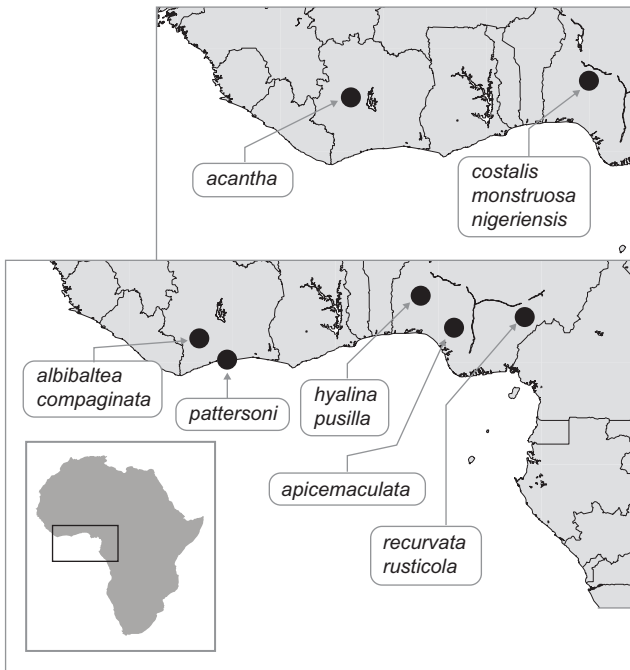 acantha
costalis
monstruosa
nigeriensis
albibaltea
compaginata
pattersoni
hyalina
pusilla
apicemaculata
recurvata
rusticola